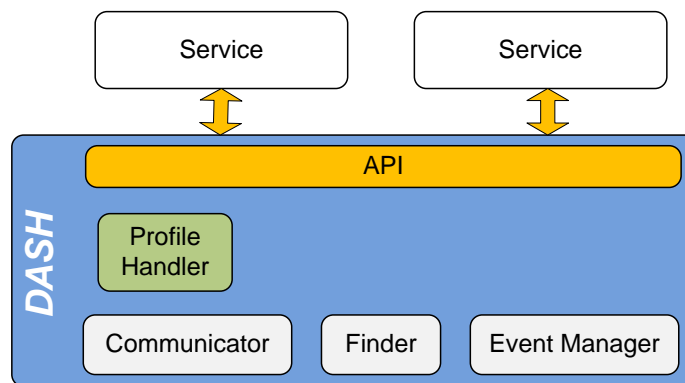 Service
Service
API
DASH
Profile
Handler
Communicator
Finder
Event Manager